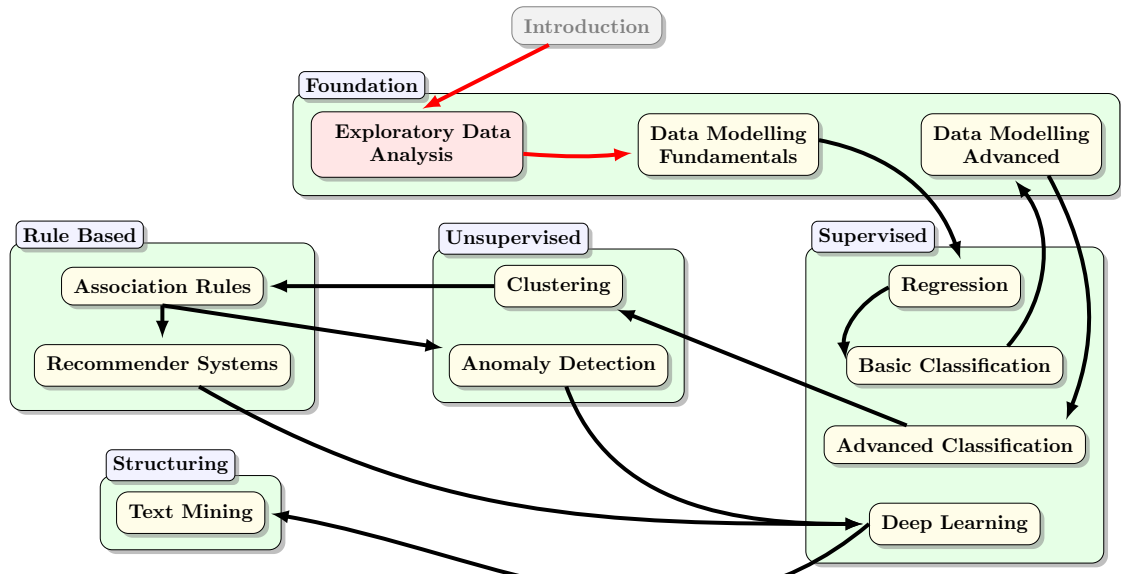 Introduction
Foundation
Exploratory Data
Analysis
Data Modelling
Fundamentals
Data Modelling
Advanced
Rule Based
Association Rules
Recommender Systems
Unsupervised
Clustering
Anomaly Detection
Supervised
Regression
Basic Classification
Advanced Classification
Deep Learning
Structuring
Text Mining